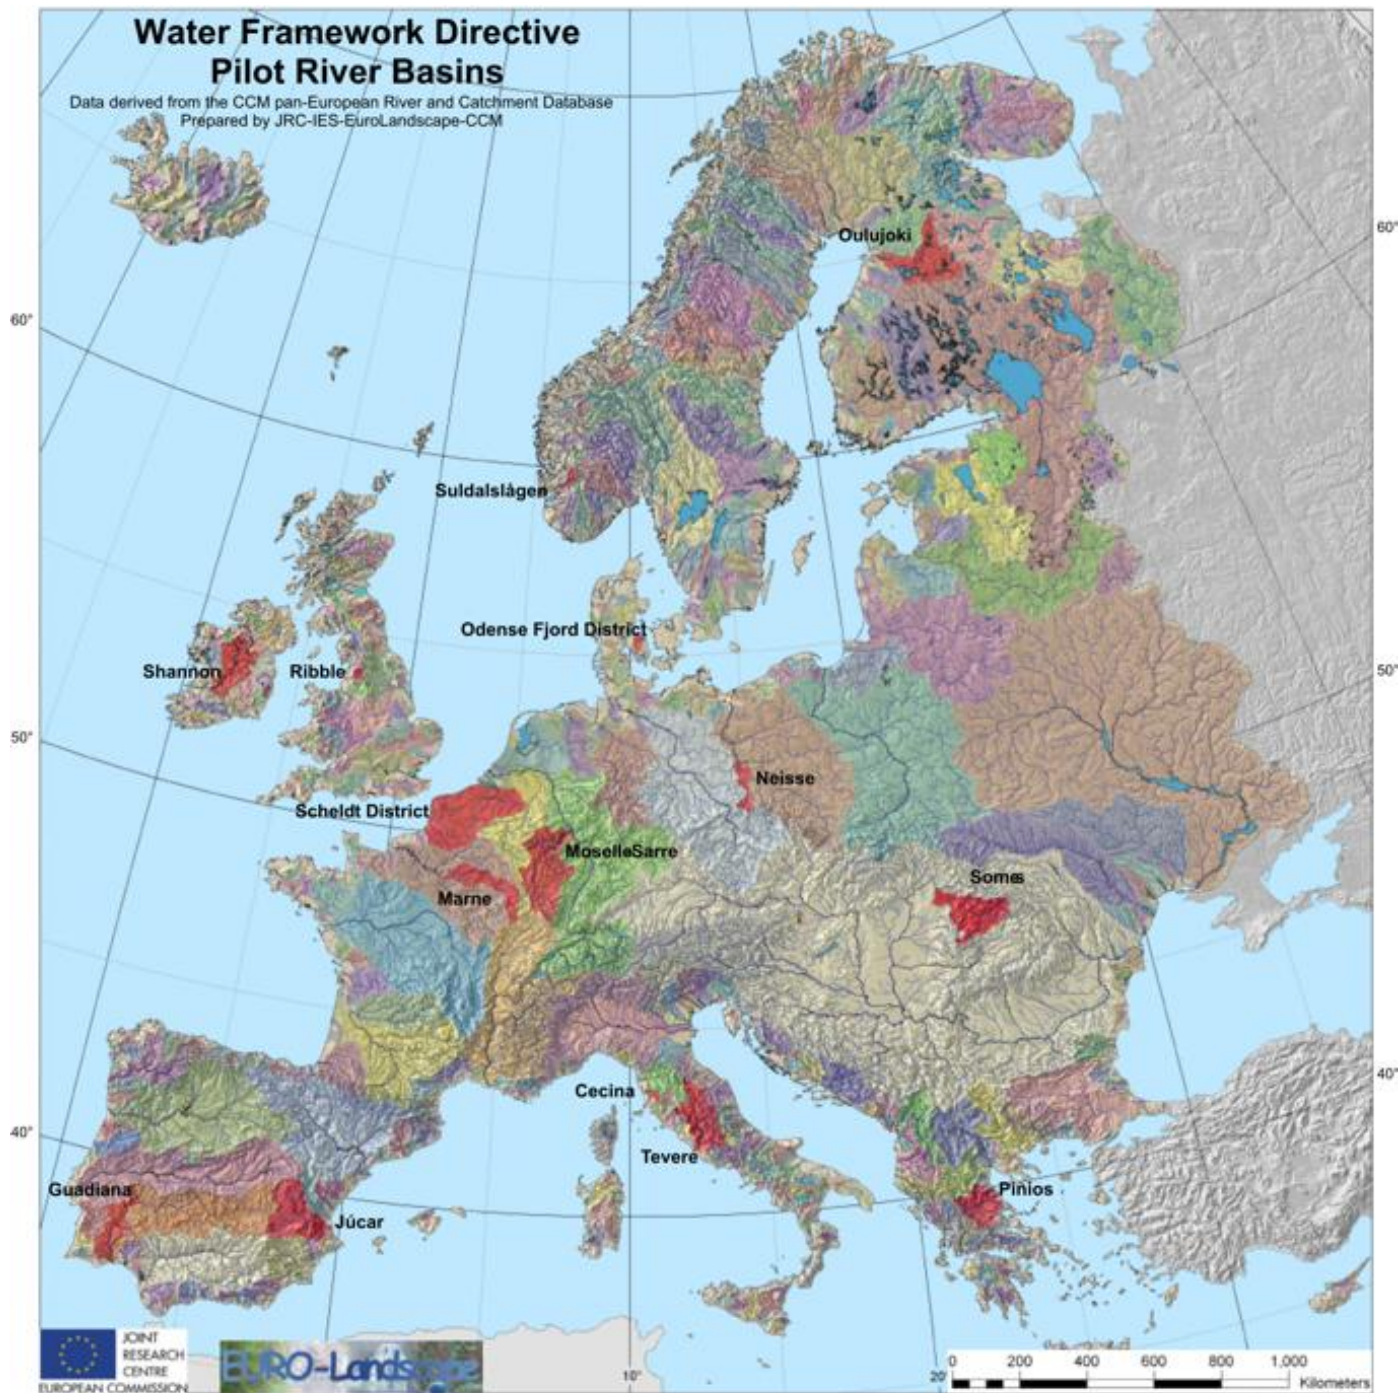 Water Framework Directive
Pilot River Basins
Data derived from the CCM pan-European River and Catchment Database
Prepared by JRC-IES-EuroLandscape-CCM
60°
Oulujoki
60°
Suldalslågen
Odense Fjord District
Shannon
Ribble
50°
50°
Neisse
Scheldt District
MoselleSarre
Somes
Marne
40°
Cecina
40°
Tevere
Guadiana
Pinios
Júcar
JOINT
RESEARCH
CENTRE
EUROPEAN COMMISSION
EURO-Landscape
10°
20°
0 200 400 600 800 1,000
Kilometers